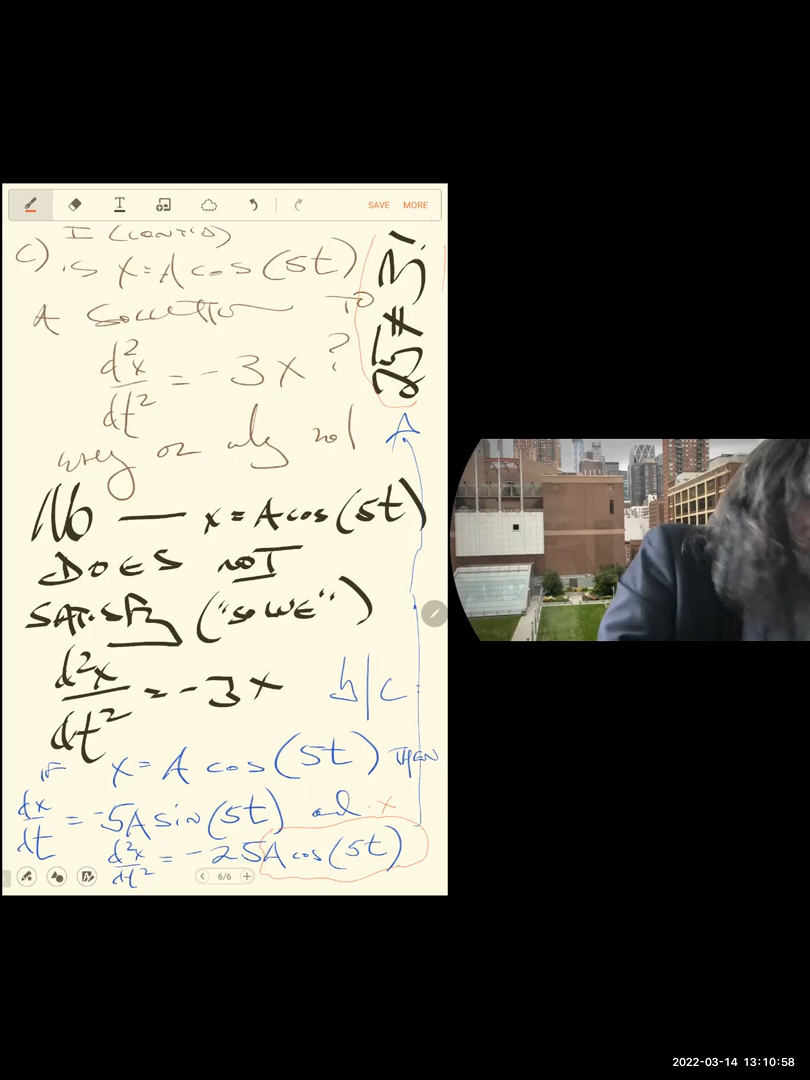 SAVE MORE
I (CONT'D)
C) is x=A cos(5t)
A SOLUTION TO
d²x/dt² = -3x ?
why or why not
NO — x=A cos(5t)
DOES NOT
SATISFY ("SOLVE")
d²x/dt² = -3x b/c
IF x=A cos(5t) THEN
dx/dt = -5A sin(5t) and x
d²x/dt² = -25A cos(5t)
25≠3!
6/6
2022-03-14 13:10:58